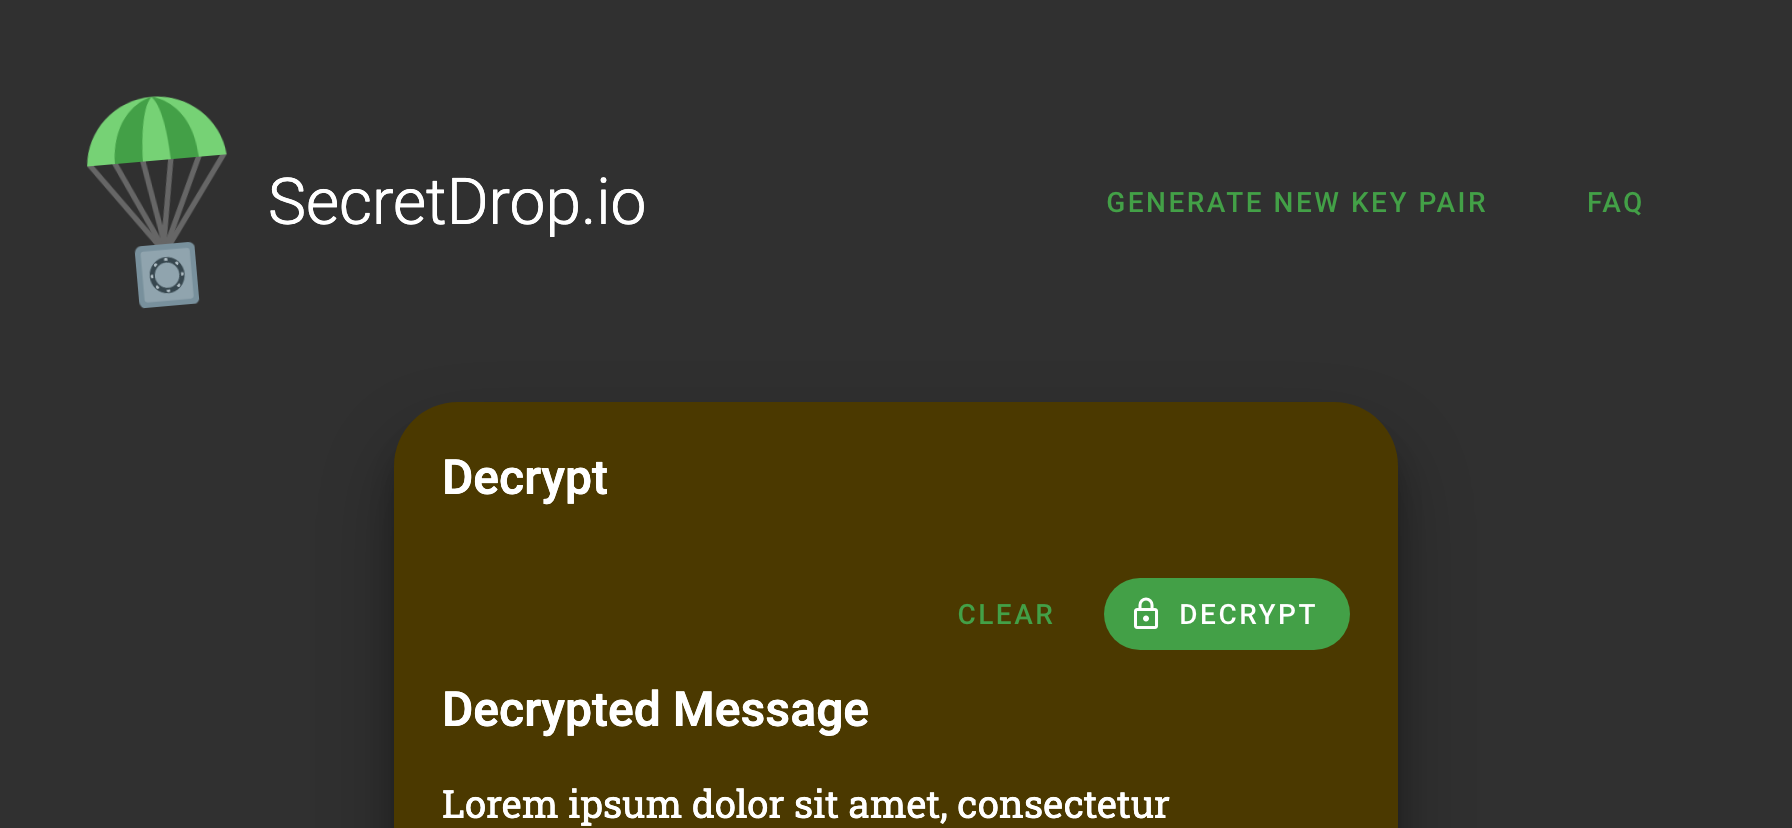 SecretDrop.io
GENERATE NEW KEY PAIR
FAQ
Decrypt
CLEAR
DECRYPT
Decrypted Message
Lorem ipsum dolor sit amet, consectetur